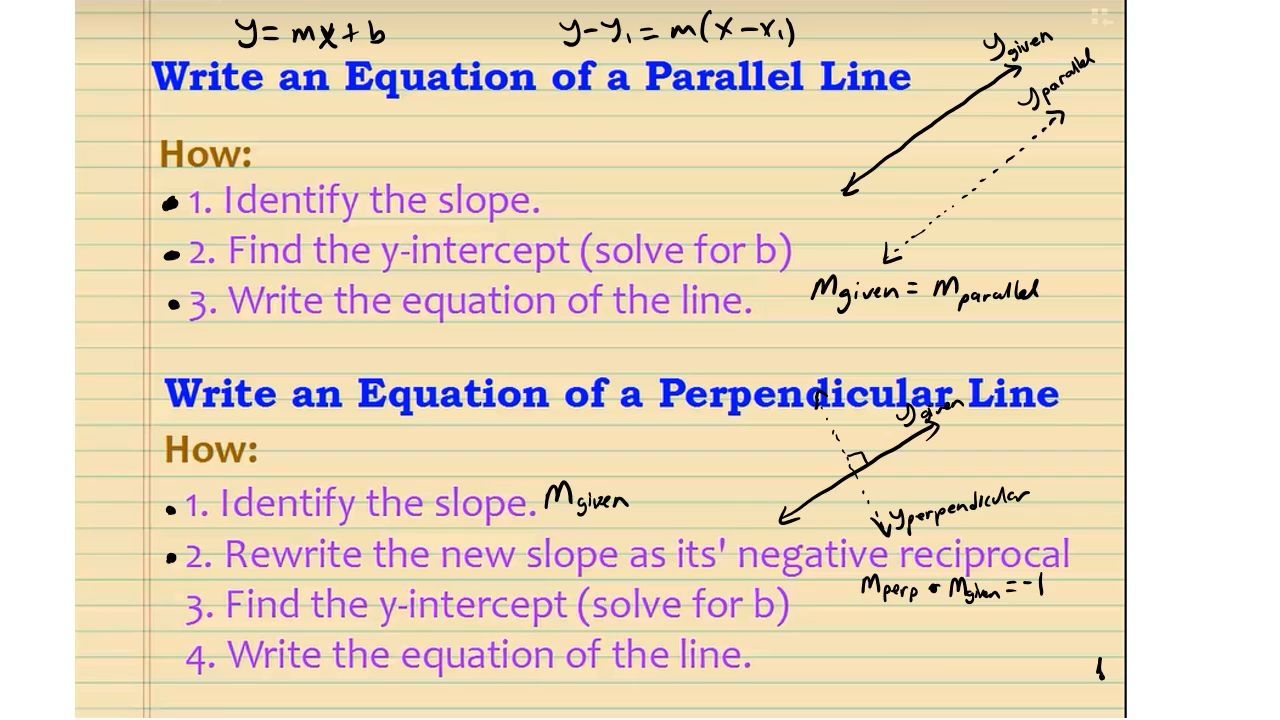 y = mx + b
y - y₁ = m(x - x₁)
Write an Equation of a Parallel Line
y given
y parallel
How:
• 1. Identify the slope.
• 2. Find the y-intercept (solve for b)
• 3. Write the equation of the line.
m given = m parallel
Write an Equation of a Perpendicular Line
y given
How:
• 1. Identify the slope. m given
y perpendicular
• 2. Rewrite the new slope as its' negative reciprocal
m perp • m given = -1
3. Find the y-intercept (solve for b)
4. Write the equation of the line.